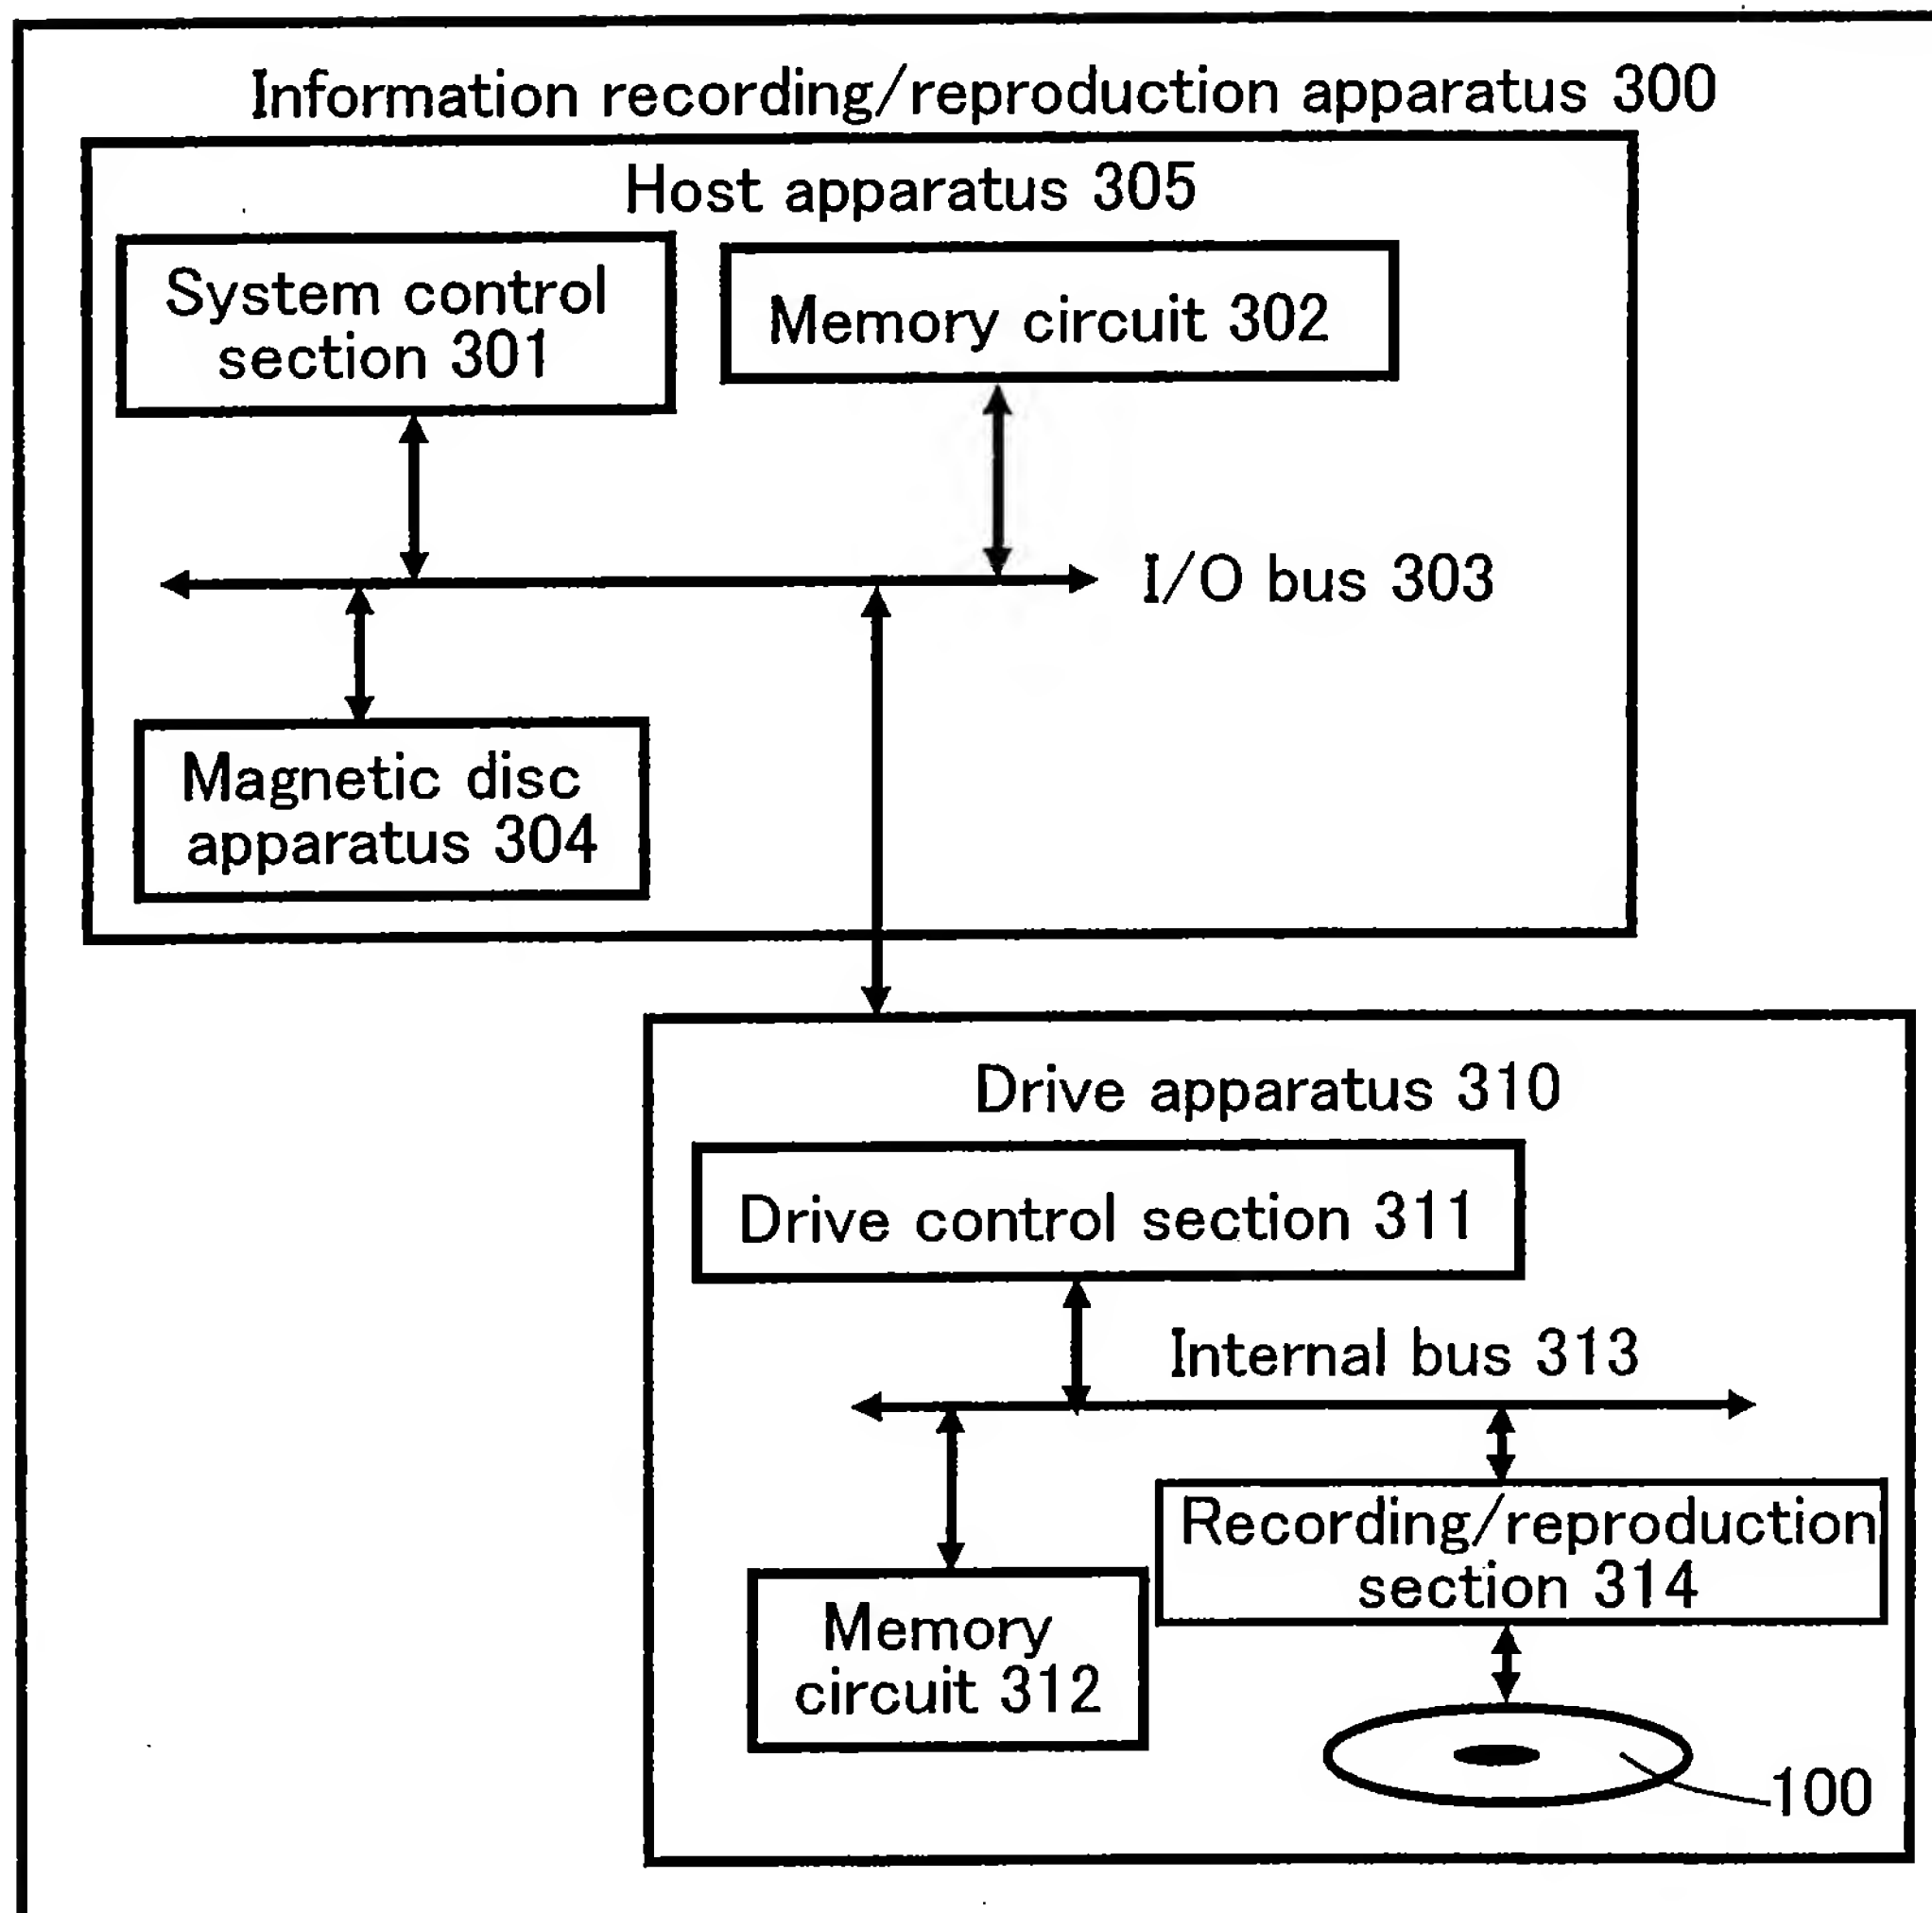 Information recording/reproduction apparatus 300
Host apparatus 305
System control
section 301
Memory circuit 302
I/O bus 303
Magnetic disc
apparatus 304
Drive apparatus 310
Drive control section 311
Internal bus 313
Recording/reproduction
section 314
Memory
circuit 312
100